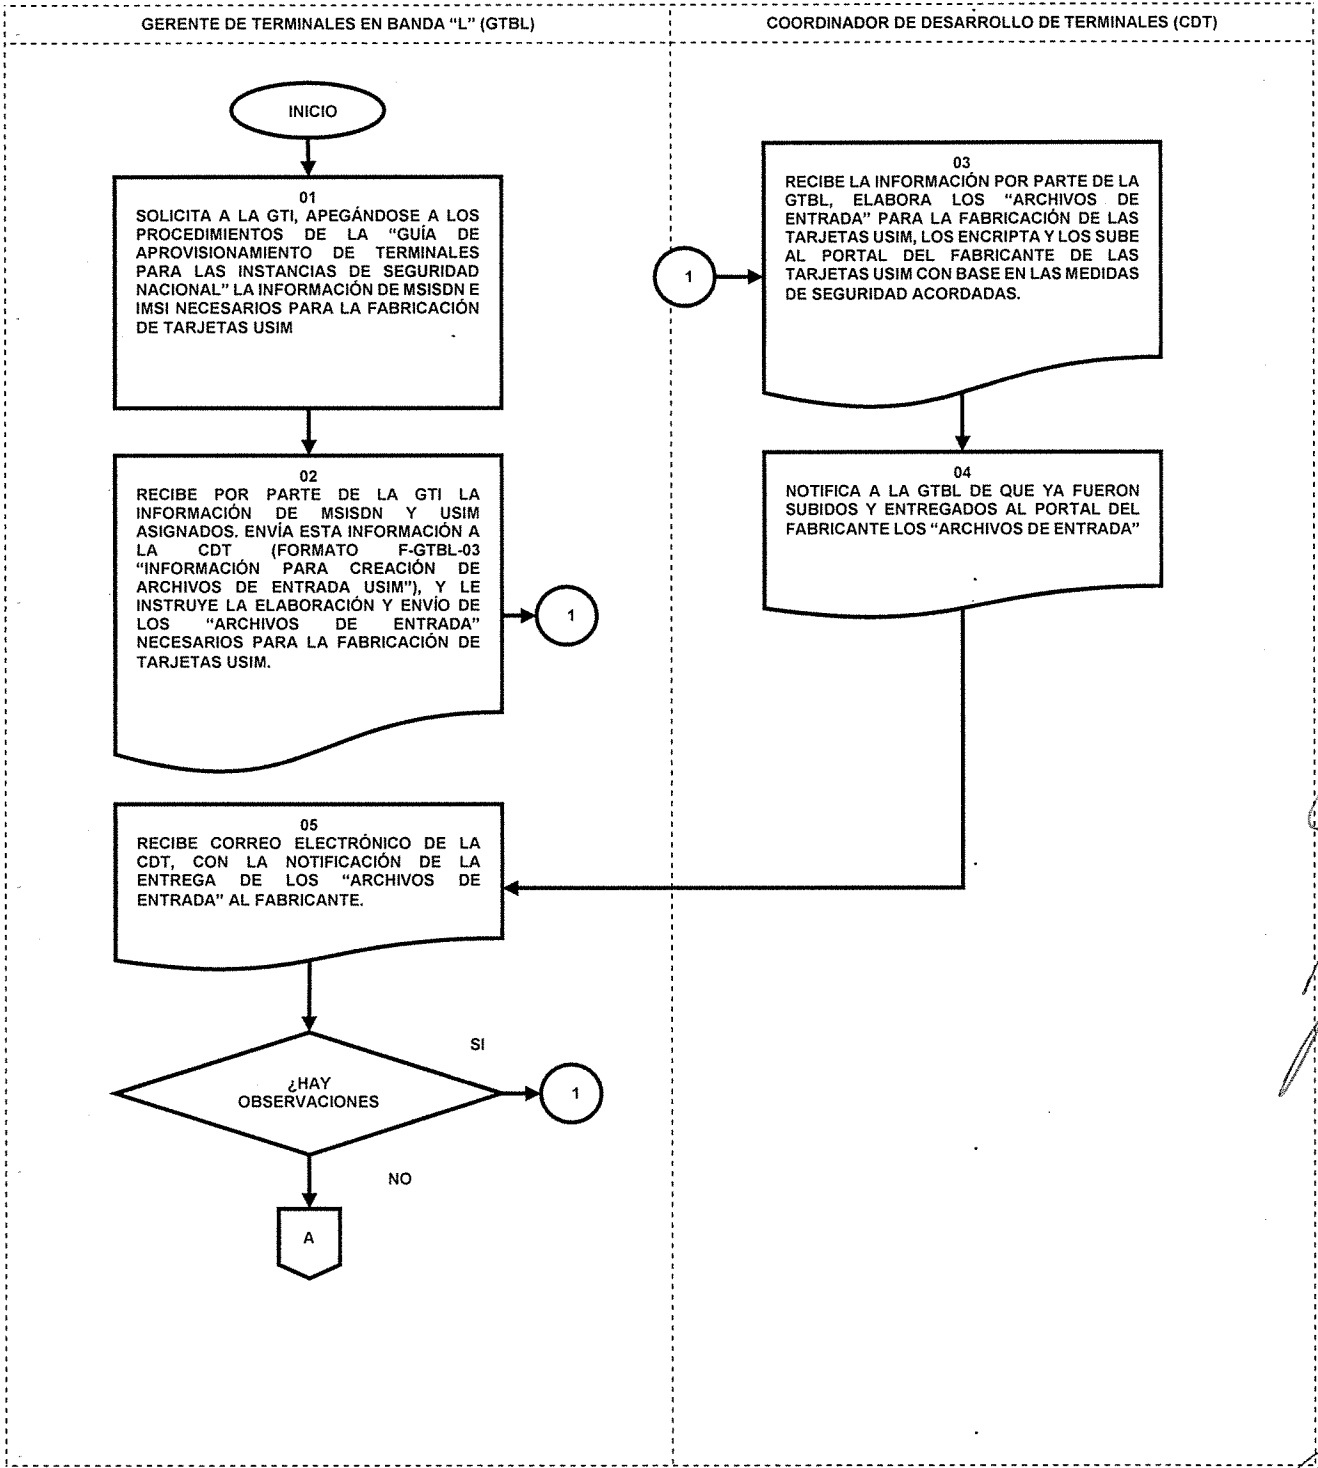 GERENTE DE TERMINALES EN BANDA “L” (GTBL)
COORDINADOR DE DESARROLLO DE TERMINALES (CDT)
INICIO
01
SOLICITA A LA GTI, APEGÁNDOSE A LOS
PROCEDIMIENTOS DE LA “GUÍA DE
APROVISIONAMIENTO DE TERMINALES
PARA LAS INSTANCIAS DE SEGURIDAD
NACIONAL” LA INFORMACIÓN DE MSISDN E
IMSI NECESARIOS PARA LA FABRICACIÓN
DE TARJETAS USIM
02
RECIBE POR PARTE DE LA GTI LA
INFORMACIÓN DE MSISDN Y USIM
ASIGNADOS. ENVÍA ESTA INFORMACIÓN A
LA CDT (FORMATO F-GTBL-03
“INFORMACIÓN PARA CREACIÓN DE
ARCHIVOS DE ENTRADA USIM”), Y LE
INSTRUYE LA ELABORACIÓN Y ENVÍO DE
LOS “ARCHIVOS DE ENTRADA”
NECESARIOS PARA LA FABRICACIÓN DE
TARJETAS USIM.
1
1
03
RECIBE LA INFORMACIÓN POR PARTE DE LA
GTBL, ELABORA LOS “ARCHIVOS DE
ENTRADA” PARA LA FABRICACIÓN DE LAS
TARJETAS USIM, LOS ENCRIPTA Y LOS SUBE
AL PORTAL DEL FABRICANTE DE LAS
TARJETAS USIM CON BASE EN LAS MEDIDAS
DE SEGURIDAD ACORDADAS.
04
NOTIFICA A LA GTBL DE QUE YA FUERON
SUBIDOS Y ENTREGADOS AL PORTAL DEL
FABRICANTE LOS “ARCHIVOS DE ENTRADA”
05
RECIBE CORREO ELECTRÓNICO DE LA
CDT, CON LA NOTIFICACIÓN DE LA
ENTREGA DE LOS “ARCHIVOS DE
ENTRADA” AL FABRICANTE.
¿HAY
OBSERVACIONES
SI
1
NO
A